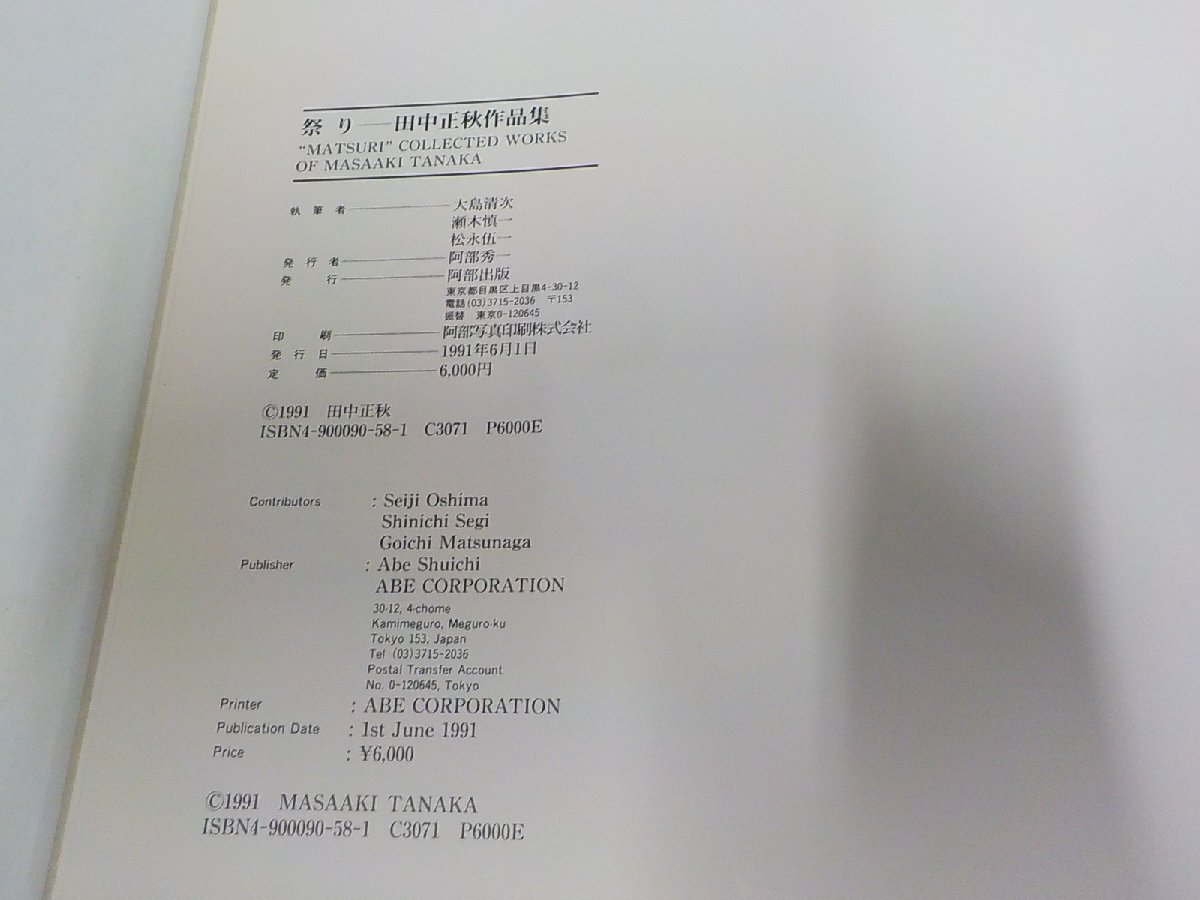 祭 り──田中正秋作品集
"MATSURI" COLLECTED WORKS
OF MASAAKI TANAKA
執 筆 者────大島清次
瀬木慎一
松永伍一
発 行 者────阿部秀一
発 行────阿部出版
東京都目黒区上目黒4-30-12
電話(03)3715-2036 〒153
振替 東京0-120645
印 刷────阿部写真印刷株式会社
発 行 日────1991年6月1日
定 価────6,000円
©1991 田中正秋
ISBN4-900090-58-1 C3071 P6000E
Contributors : Seiji Oshima
Shinichi Segi
Goichi Matsunaga
Publisher : Abe Shuichi
ABE CORPORATION
30-12, 4-chome
Kamimeguro, Meguro-ku
Tokyo 153, Japan
Tel (03)3715-2036
Postal Transfer Account
No. 0-120645, Tokyo
Printer : ABE CORPORATION
Publication Date : 1st June 1991
Price : ¥6,000
©1991 MASAAKI TANAKA
ISBN4-900090-58-1 C3071 P6000E